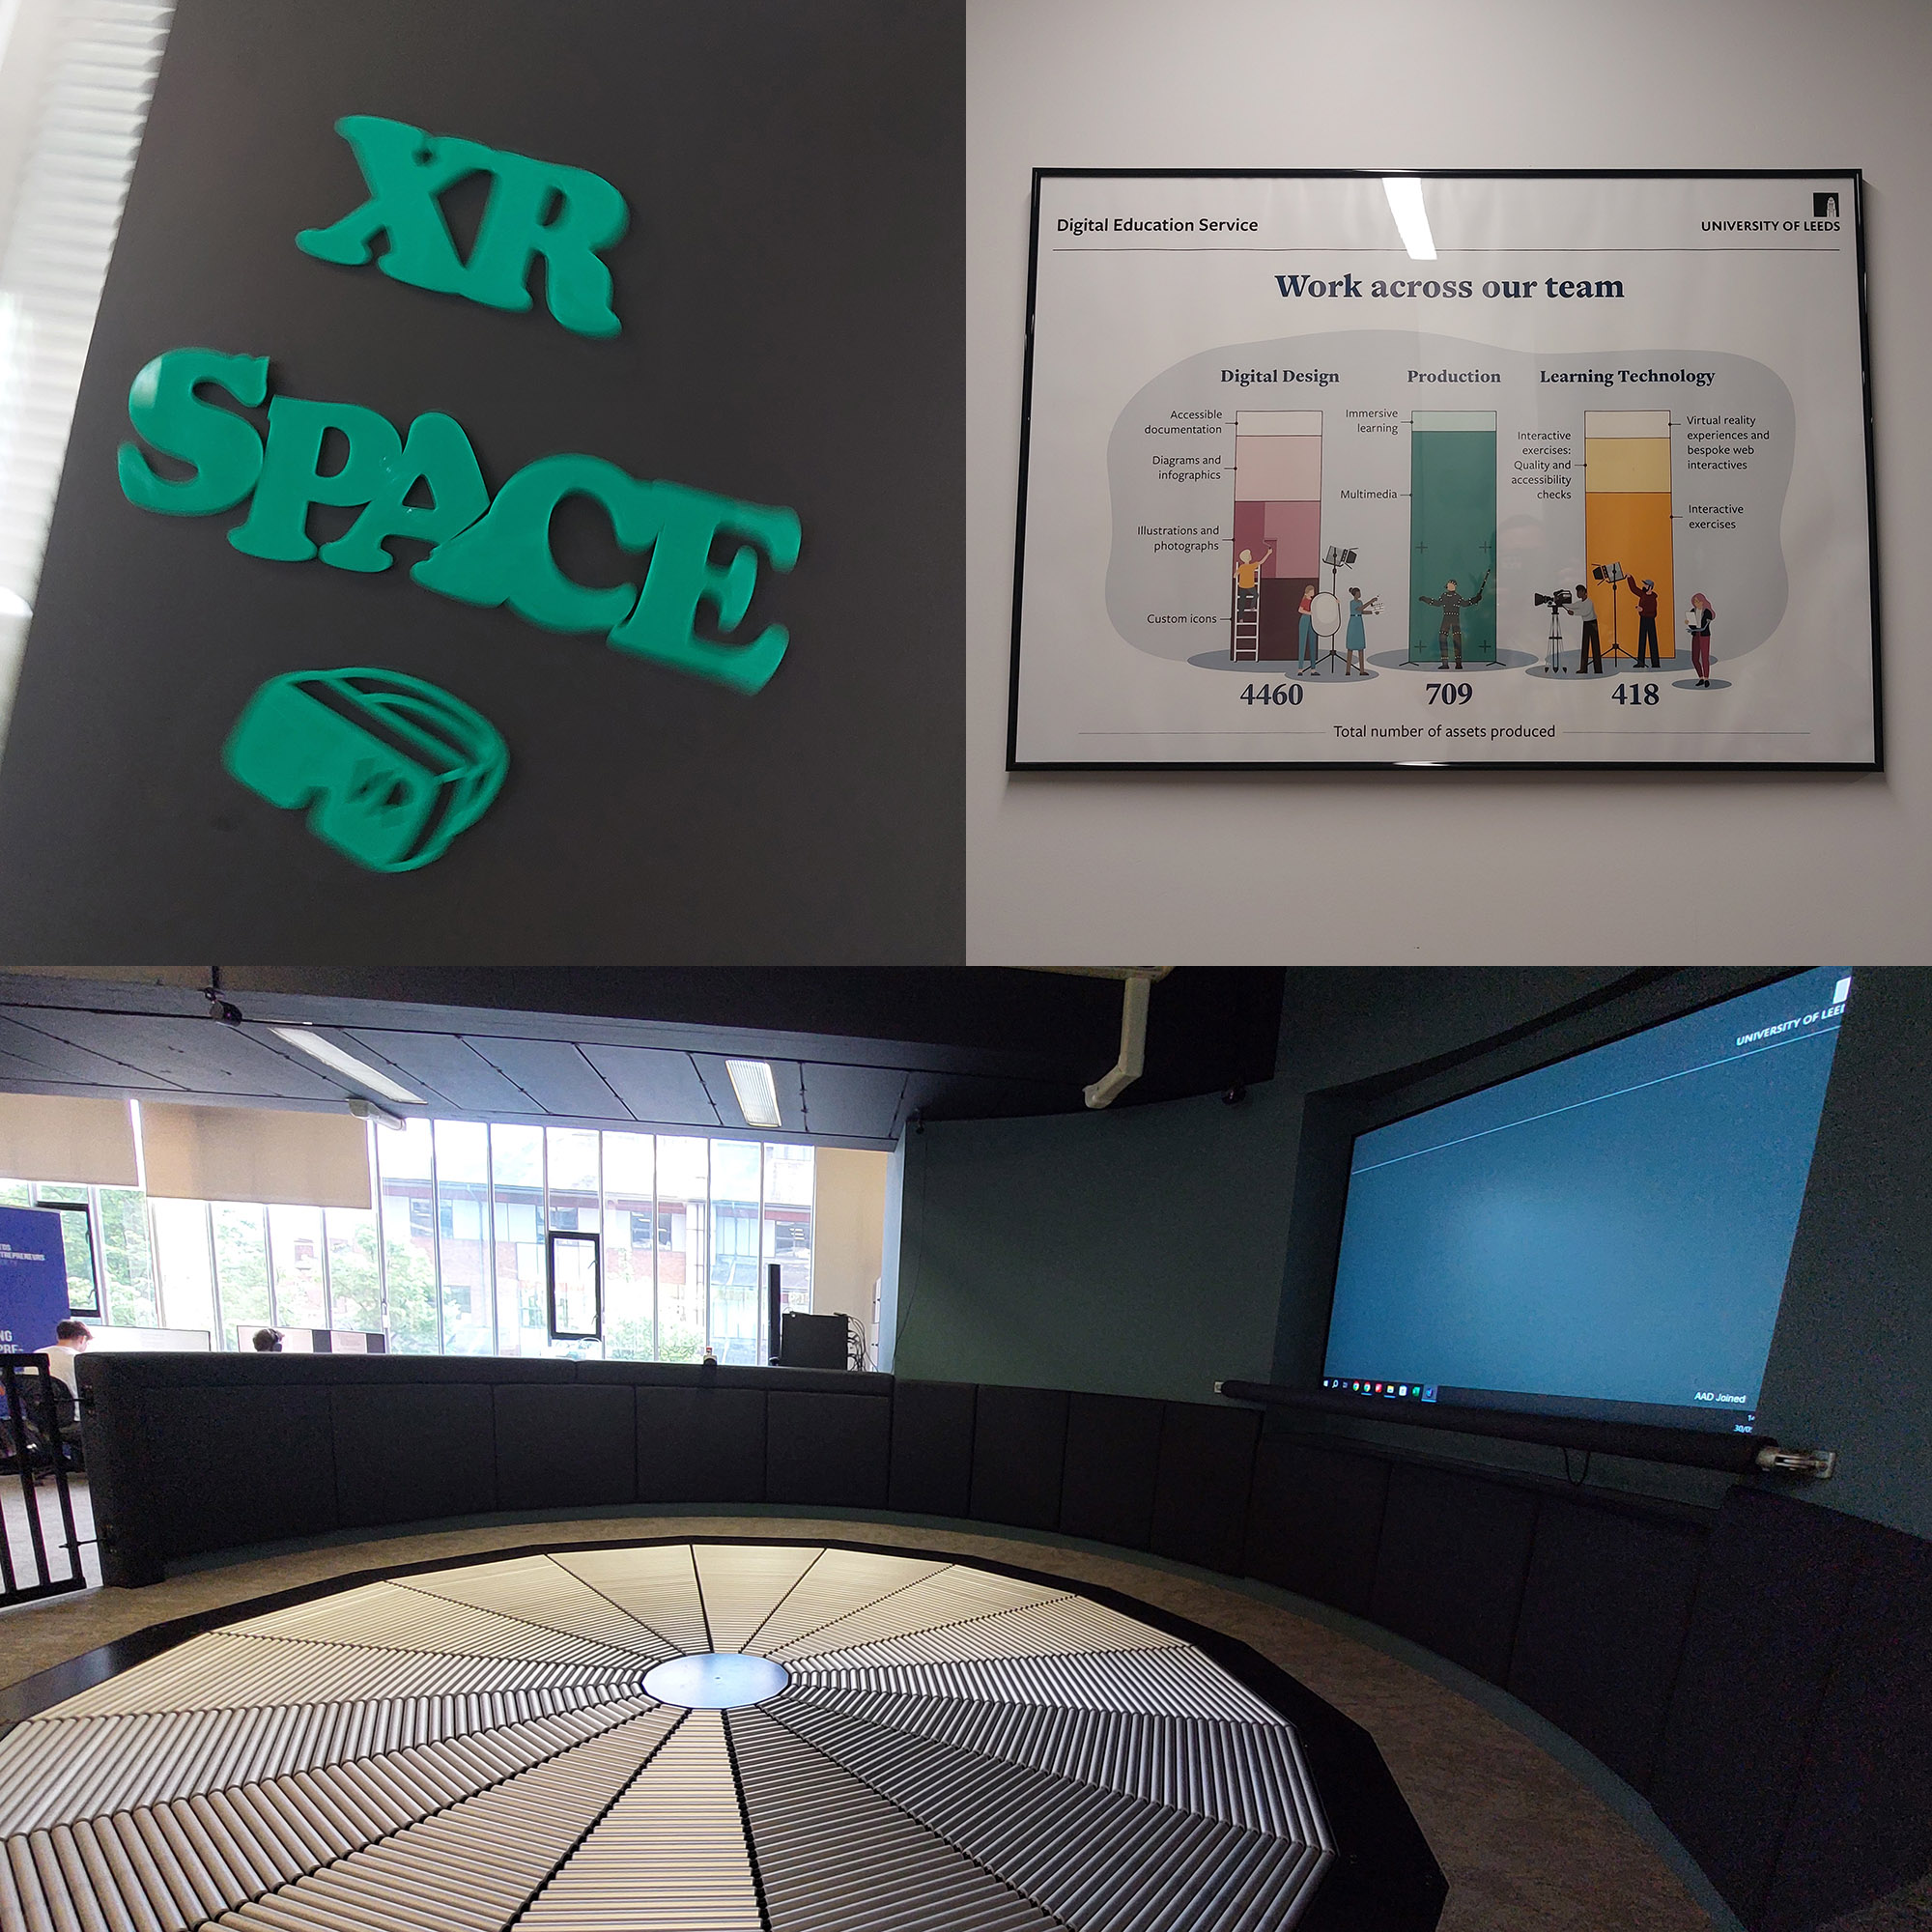 XR
SPACE
Digital Education Service
UNIVERSITY OF LEEDS
Work across our team
Digital Design
Production
Learning Technology
Accessible
documentation
Diagrams and
infographics
Illustrations and
photographs
Custom icons
Immersive
learning
Multimedia
Interactive
exercises:
Quality and
accessibility
checks
Virtual reality
experiences and
bespoke web
interactives
Interactive
exercises
4460
709
418
Total number of assets produced
UNIVERSITY OF LEE
AAD Joined